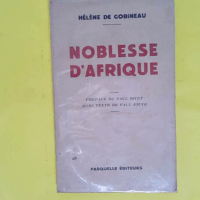 HÉLÈNE DE GOBINEAU
NOBLESSE
D'AFRIQUE
PRÉFACE DE PAUL RIVET
FASQUELLE ÉDITEURS